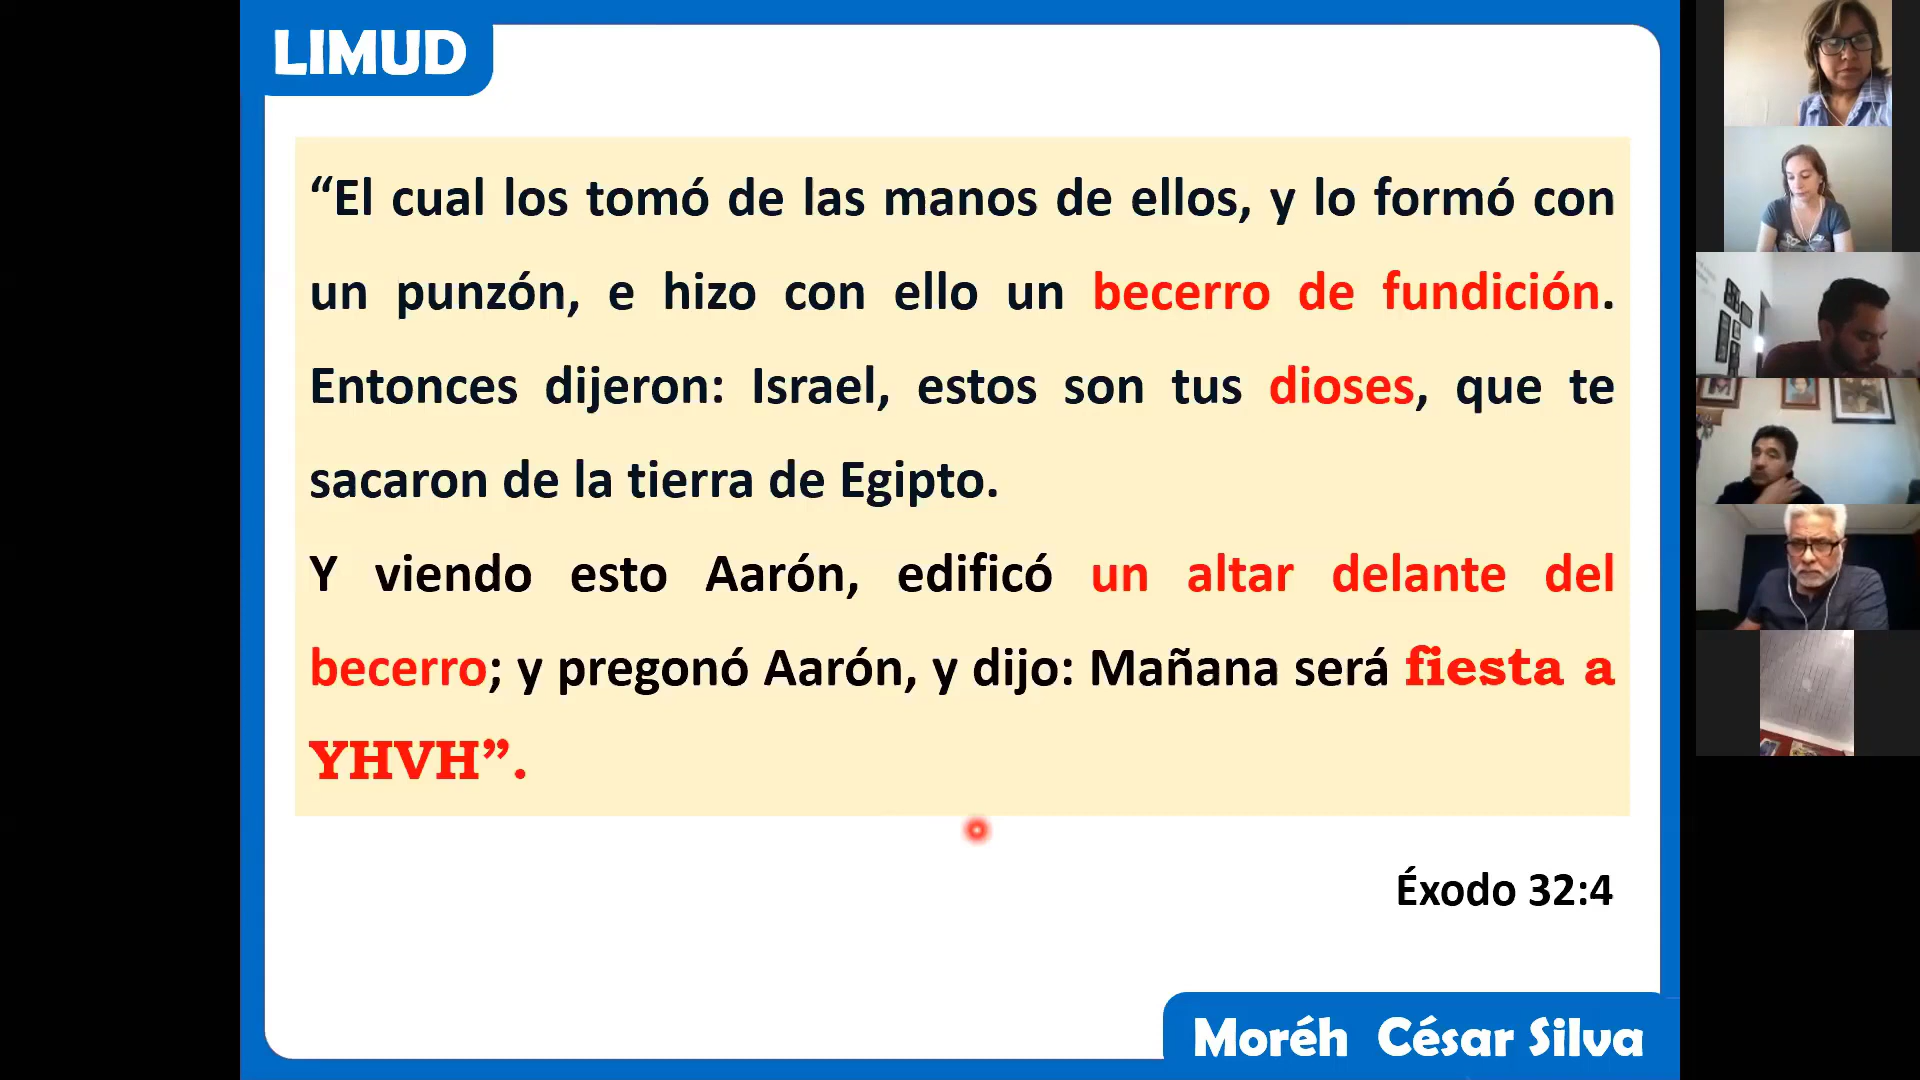 LIMUD
“El cual los tomó de las manos de ellos, y lo formó con
un punzón, e hizo con ello un becerro de fundición.
Entonces dijeron: Israel, estos son tus dioses, que te
sacaron de la tierra de Egipto.
Y viendo esto Aarón, edificó un altar delante del
becerro; y pregonó Aarón, y dijo: Mañana será fiesta a
YHVH”.
Éxodo 32:4
Moréh César Silva